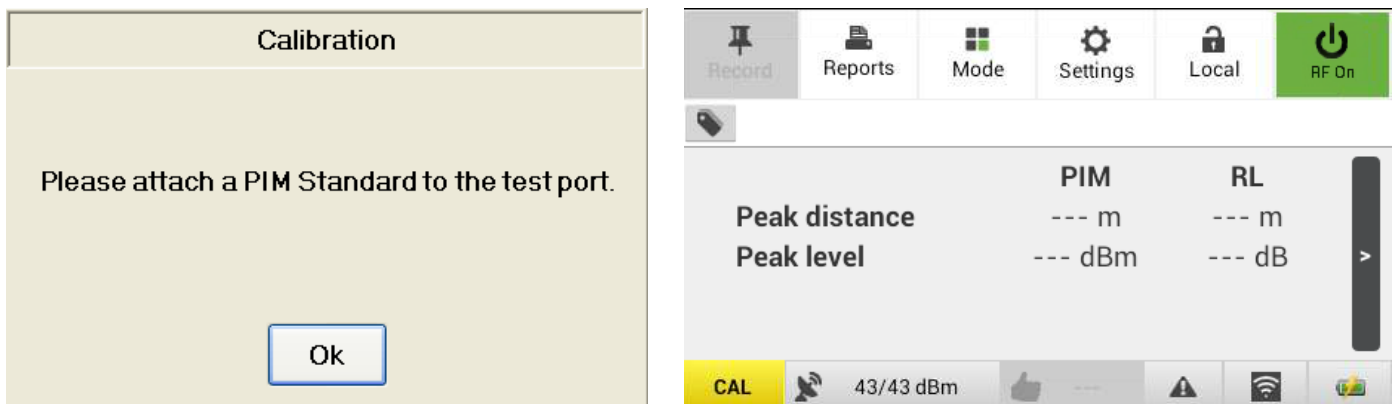 Calibration
Please attach a PIM Standard to the test port.
Ok
Record Reports Mode Settings Local RF On
PIM RL
Peak distance --- m --- m
Peak level --- dBm --- dB
>
CAL 43/43 dBm ---